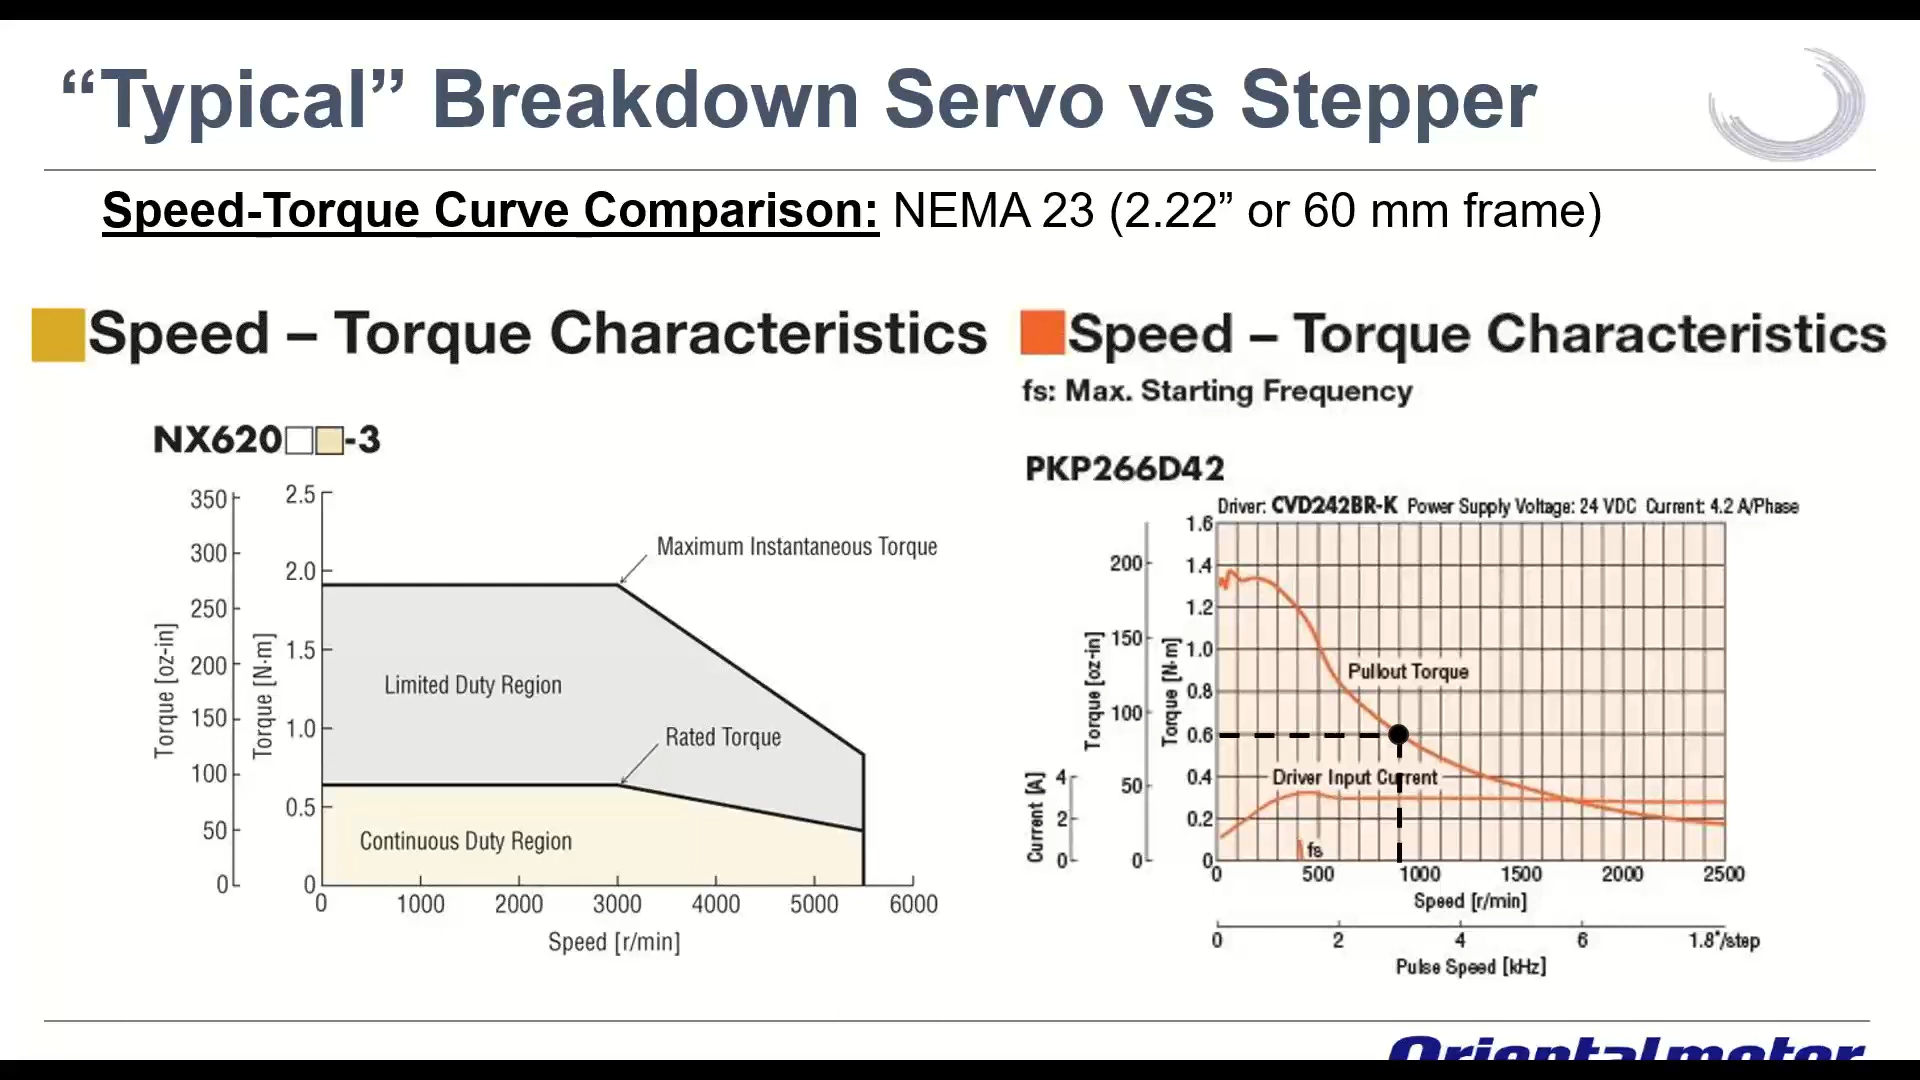 “Typical” Breakdown Servo vs Stepper
Speed-Torque Curve Comparison: NEMA 23 (2.22” or 60 mm frame)
Speed – Torque Characteristics
NX620□□-3
350
300
250
200
150
100
50
0
Torque [oz-in]
2.5
2.0
1.5
1.0
0.5
0
Torque [N·m]
Maximum Instantaneous Torque
Limited Duty Region
Rated Torque
Continuous Duty Region
0 1000 2000 3000 4000 5000 6000
Speed [r/min]
Speed – Torque Characteristics
fs: Max. Starting Frequency
PKP266D42
Driver: CVD242BR-K Power Supply Voltage: 24 VDC Current: 4.2 A/Phase
200
150
100
50
0
Torque [oz-in]
4
2
0
Current [A]
1.6
1.4
1.2
1.0
0.8
0.6
0.4
0.2
0
Torque [N·m]
Pullout Torque
Driver Input Current
fs
0 500 1000 1500 2000 2500
Speed [r/min]
0 2 4 6 1.8°/step
Pulse Speed [kHz]
Orientalmotor